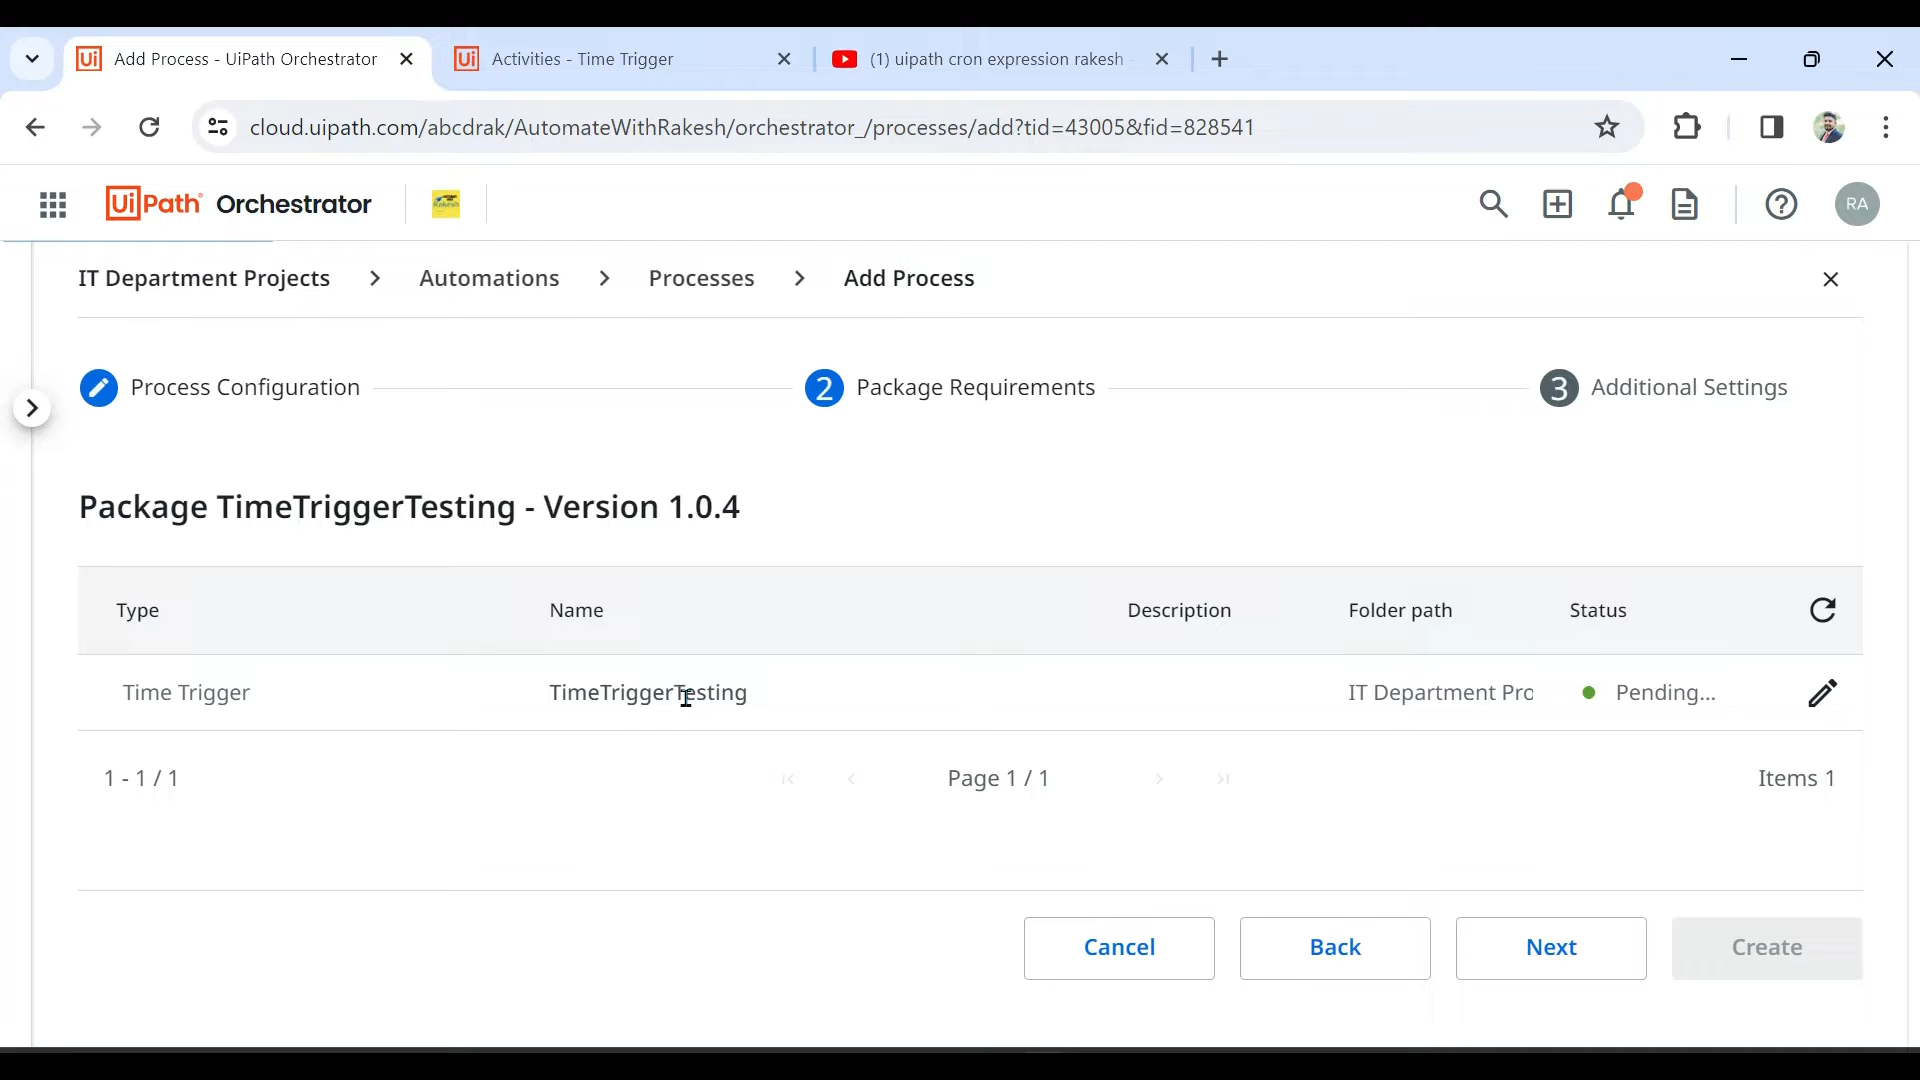 Add Process - UiPath Orchestrator
Activities - Time Trigger
(1) uipath cron expression rakesh
cloud.uipath.com/abcdrak/AutomateWithRakesh/orchestrator_/processes/add?tid=43005&fid=828541
UiPath Orchestrator
RA
IT Department Projects > Automations > Processes > Add Process
Process Configuration
2 Package Requirements
3 Additional Settings
Package TimeTriggerTesting - Version 1.0.4
Type Name Description Folder path Status
Time Trigger TimeTriggerTesting IT Department Pro Pending...
1 - 1 / 1 Page 1 / 1 Items 1
Cancel Back Next Create